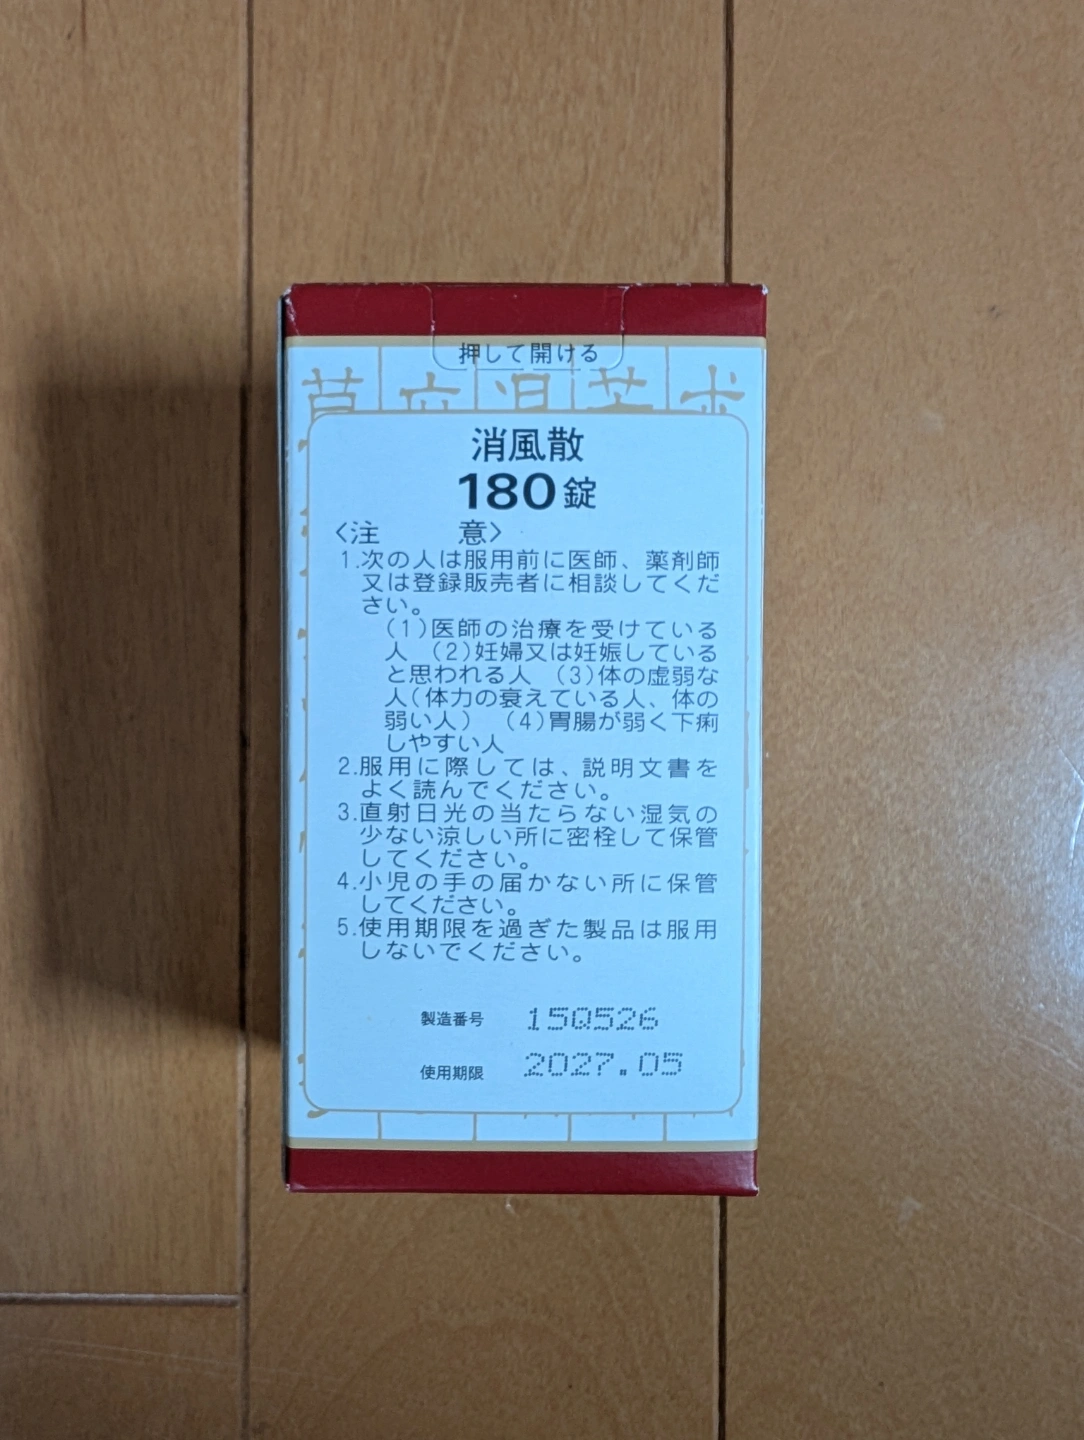 押して開ける
消風散
180錠
<注　意>
1.次の人は服用前に医師、薬剤師
又は登録販売者に相談してくだ
さい。
(1)医師の治療を受けている
人 (2)妊婦又は妊娠している
と思われる人 (3)体の虚弱な
人(体力の衰えている人、体の
弱い人) (4)胃腸が弱く下痢
しやすい人
2.服用に際しては、説明文書を
よく読んでください。
3.直射日光の当たらない湿気の
少ない涼しい所に密栓して保管
してください。
4.小児の手の届かない所に保管
してください。
5.使用期限を過ぎた製品は服用
しないでください。
製造番号 15Q526
使用期限 2027.05